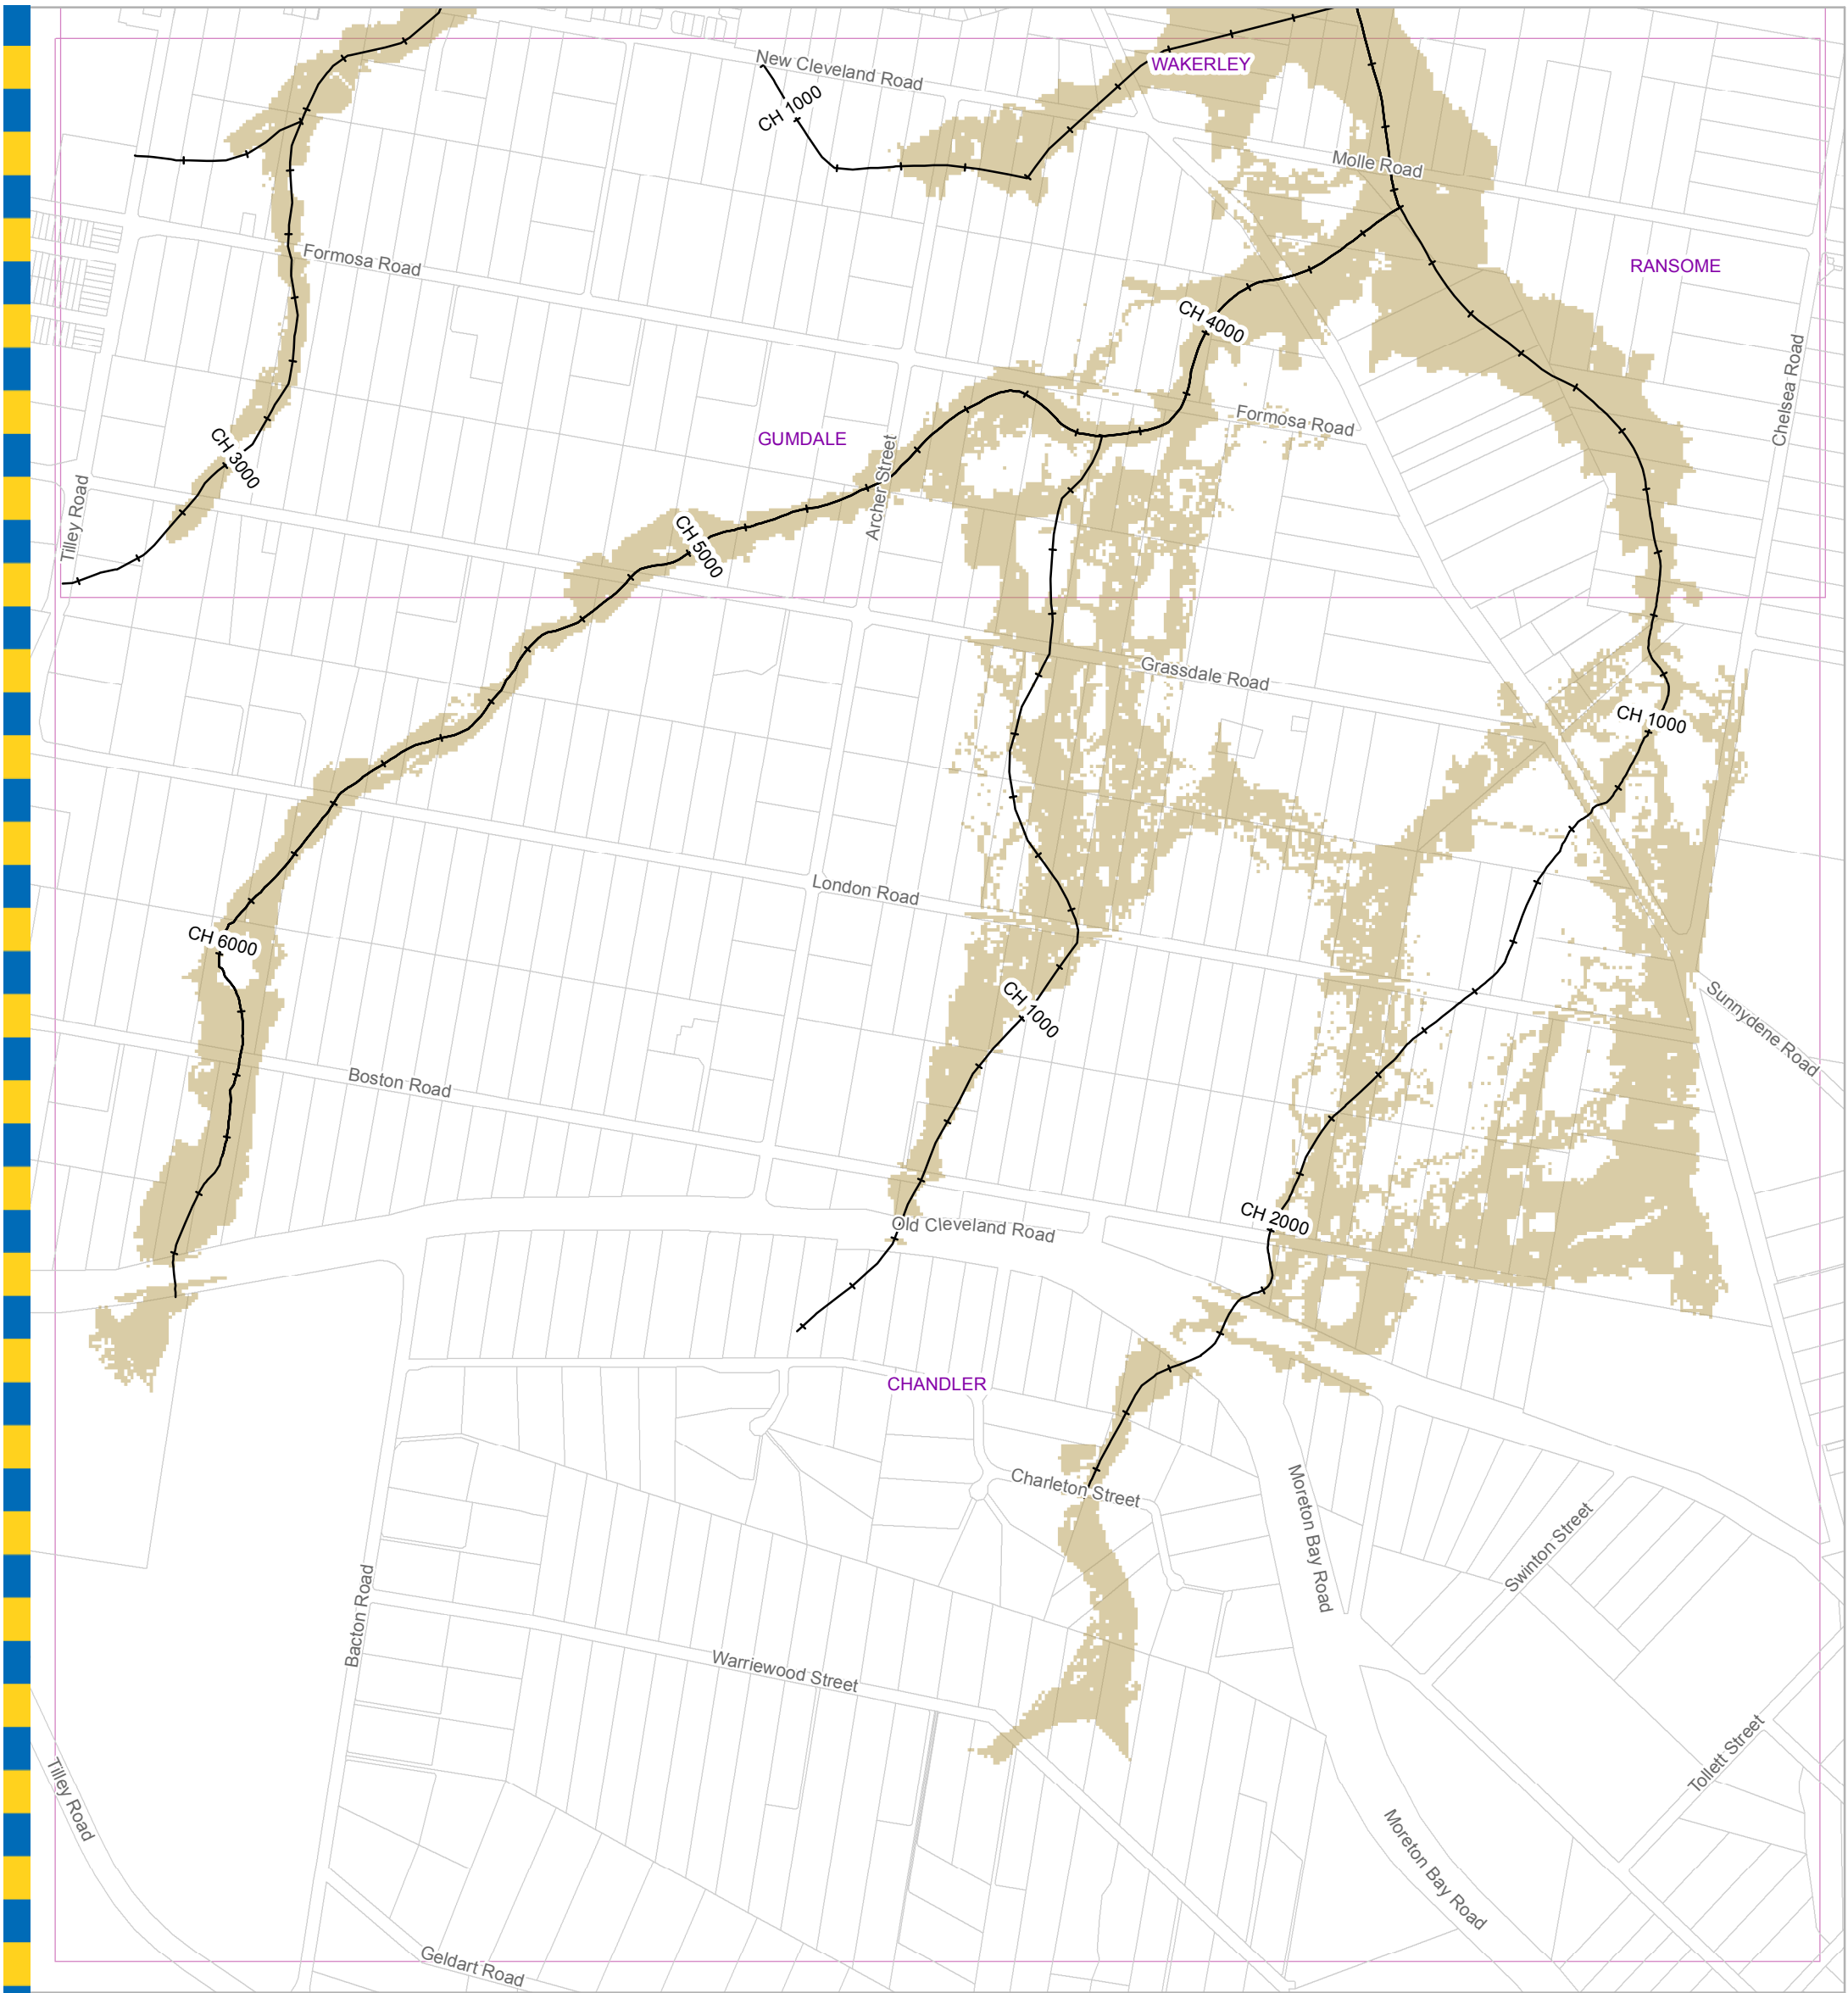 New Cleveland Road
WAKERLEY
CH 1000
Molle Road
Formosa Road
RANSOME
CH 4000
Chelsea Road
Formosa Road
GUMDALE
CH 3000
Archer Street
Tilley Road
CH 5000
Grassdale Road
CH 1000
London Road
CH 6000
CH 1000
Sunnydene Road
Boston Road
CH 2000
Old Cleveland Road
CHANDLER
Charleton Street
Moreton Bay Road
Swinton Street
Bacton Road
Warriewood Street
Tollett Street
Tilley Road
Moreton Bay Road
Geldart Road